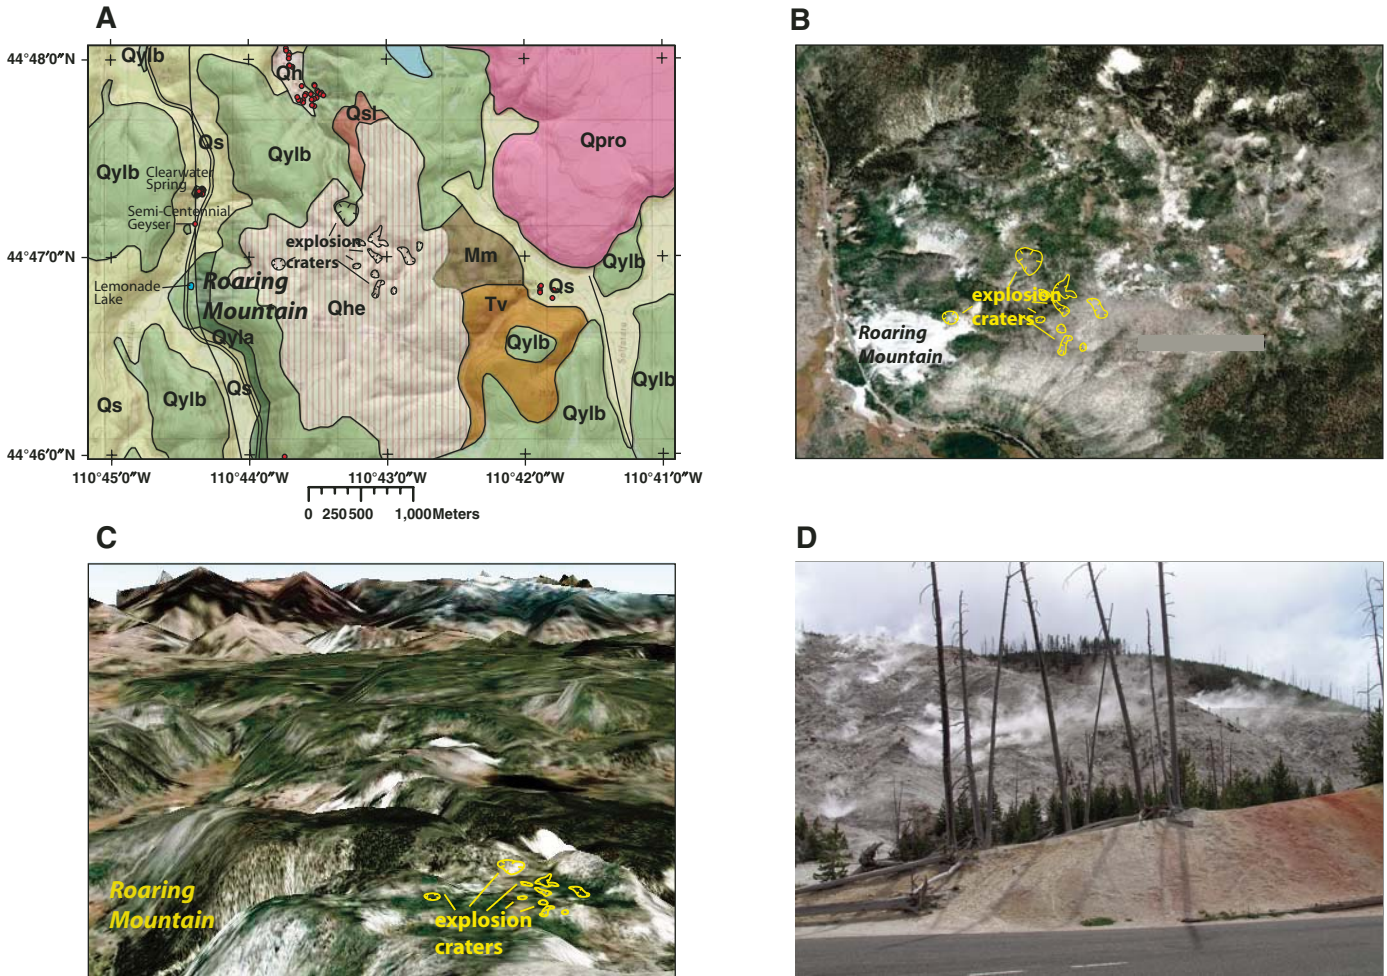 A
44°48'0"N
44°47'0"N
44°46'0"N
Qylb
Qh
Qsl
Qs
Qylb
Qpro
Qylb
Clearwater
Spring
Semi-Centennial
Geyser
explosion
craters
Mm
Qylb
Qs
Lemonade
Lake
Roaring
Mountain
Qhe
Tv
Qyla
Qylb
Qs
Qylb
Qs
Qylb
Qylb
110°45'0"W
110°44'0"W
110°43'0"W
110°42'0"W
110°41'0"W
0 250 500 1,000 Meters
B
explosion
craters
Roaring
Mountain
C
Roaring
Mountain
explosion
craters
D